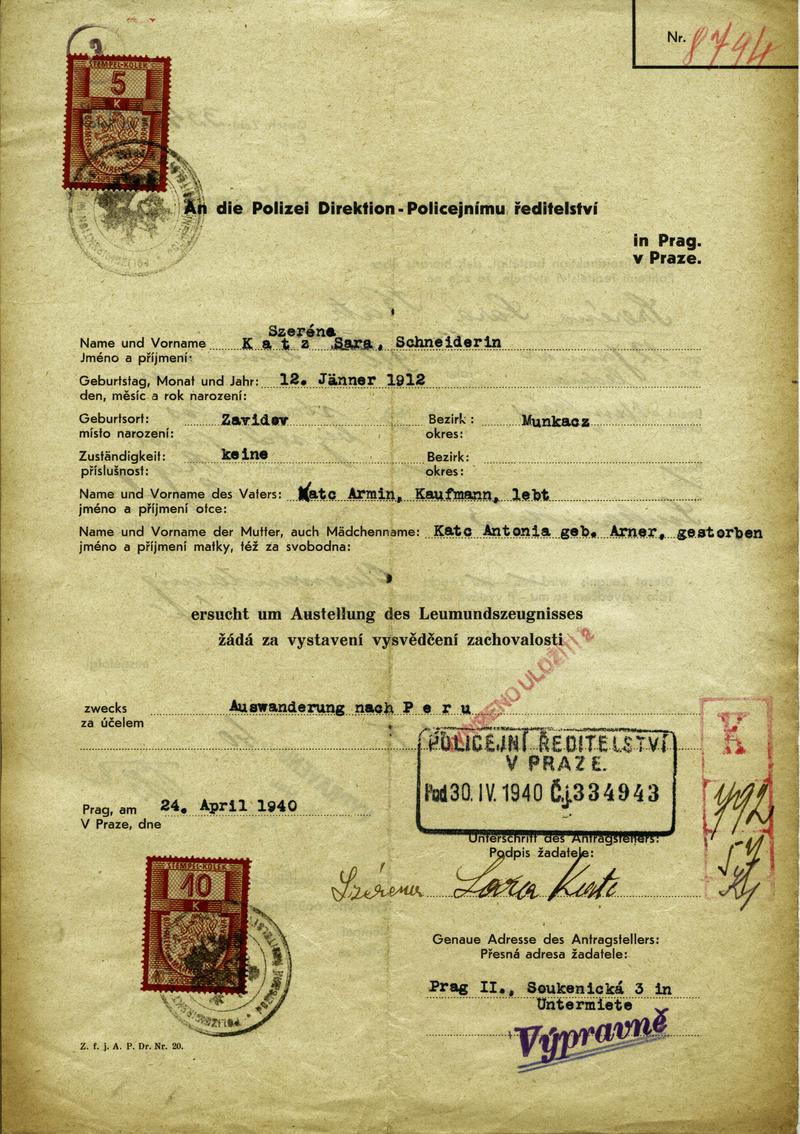 Nr. 8794
STEMPEL-KOLEK
5
K
An die Polizei Direktion - Policejnímu ředitelství
in Prag.
v Praze.
Szeréna
Name und Vorname K a t z Sara, Schneiderin
Jméno a příjmení:
Geburtstag, Monat und Jahr: 12. Jänner 1912
den, měsíc a rok narození:
Geburtsort: Zavidov Bezirk: Munkacz
místo narození: okres:
Zuständigkeit: keine Bezirk:
příslušnost: okres:
Name und Vorname des Vaters: Katc Armin, Kaufmann, lebt
jméno a příjmení otce:
Name und Vorname der Mutter, auch Mädchenname: Katc Antonia geb. Arner, gestorben
jméno a příjmení matky, též za svobodna:
ersucht um Austellung des Leumundszeugnisses
žádá za vystavení vysvědčení zachovalosti
zwecks Auswanderung nach P e r u
za účelem
K
POLICEJNÍ ŘEDITELSTVÍ
V PRAZE.
Pod 30. IV. 1940 Čj. 334943
792
Prag, am 24. April 1940
V Praze, dne
Unterschrift des Antragstellers:
Podpis žadatele:
STEMPEL-KOLEK
10
K
Szérena Sara Katc
Genaue Adresse des Antragstellers:
Přesná adresa žadatele:
Prag II., Soukenická 3 in
Untermiete
Výpravně
Z. f. j. A. P. Dr. Nr. 20.